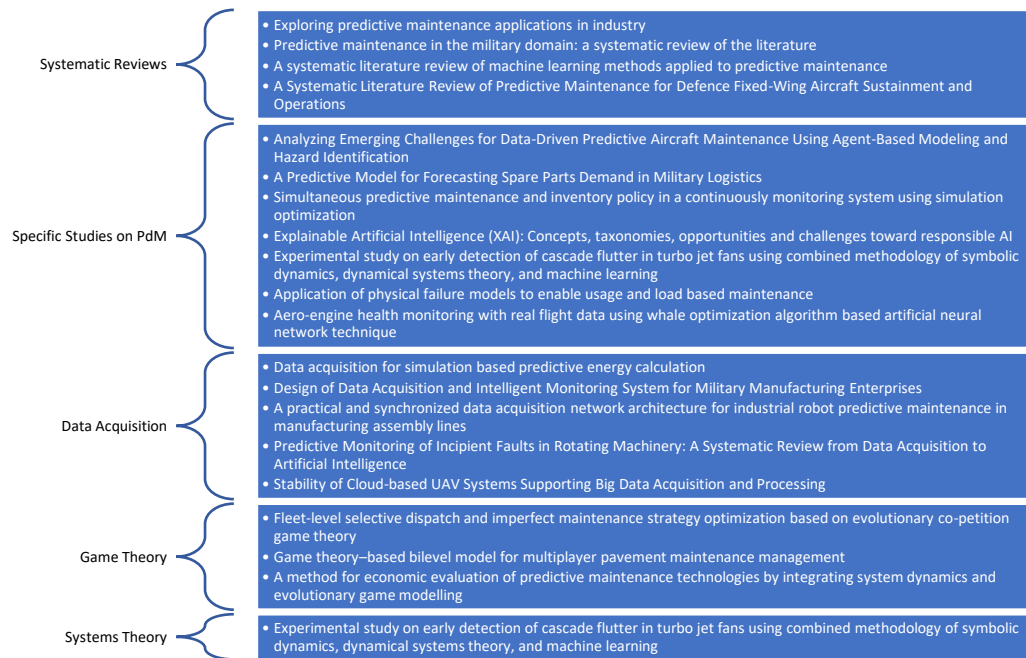 Systematic Reviews
• Exploring predictive maintenance applications in industry
• Predictive maintenance in the military domain: a systematic review of the literature
• A systematic literature review of machine learning methods applied to predictive maintenance
• A Systematic Literature Review of Predictive Maintenance for Defence Fixed-Wing Aircraft Sustainment and
Operations
Specific Studies on PdM
• Analyzing Emerging Challenges for Data-Driven Predictive Aircraft Maintenance Using Agent-Based Modeling and
Hazard Identification
• A Predictive Model for Forecasting Spare Parts Demand in Military Logistics
• Simultaneous predictive maintenance and inventory policy in a continuously monitoring system using simulation
optimization
• Explainable Artificial Intelligence (XAI): Concepts, taxonomies, opportunities and challenges toward responsible AI
• Experimental study on early detection of cascade flutter in turbo jet fans using combined methodology of symbolic
dynamics, dynamical systems theory, and machine learning
• Application of physical failure models to enable usage and load based maintenance
• Aero-engine health monitoring with real flight data using whale optimization algorithm based artificial neural
network technique
Data Acquisition
• Data acquisition for simulation based predictive energy calculation
• Design of Data Acquisition and Intelligent Monitoring System for Military Manufacturing Enterprises
• A practical and synchronized data acquisition network architecture for industrial robot predictive maintenance in
manufacturing assembly lines
• Predictive Monitoring of Incipient Faults in Rotating Machinery: A Systematic Review from Data Acquisition to
Artificial Intelligence
• Stability of Cloud-based UAV Systems Supporting Big Data Acquisition and Processing
Game Theory
• Fleet-level selective dispatch and imperfect maintenance strategy optimization based on evolutionary co-petition
game theory
• Game theory–based bilevel model for multiplayer pavement maintenance management
• A method for economic evaluation of predictive maintenance technologies by integrating system dynamics and
evolutionary game modelling
Systems Theory
• Experimental study on early detection of cascade flutter in turbo jet fans using combined methodology of symbolic
dynamics, dynamical systems theory, and machine learning